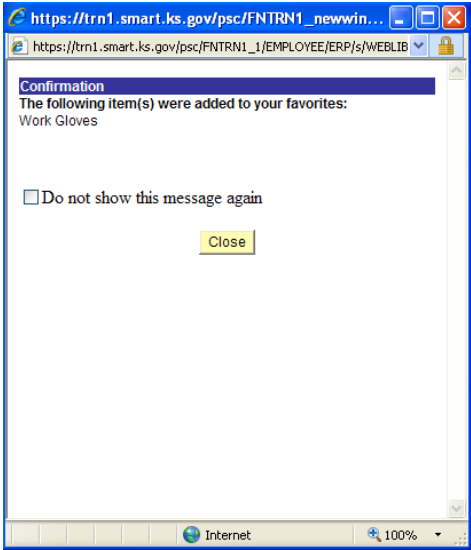 https://trn1.smart.ks.gov/psc/FNTRN1_newwin...
https://trn1.smart.ks.gov/psc/FNTRN1_1/EMPLOYEE/ERP/s/WEBLIB
Confirmation
The following item(s) were added to your favorites:
Work Gloves
Do not show this message again
Close
Internet 100%